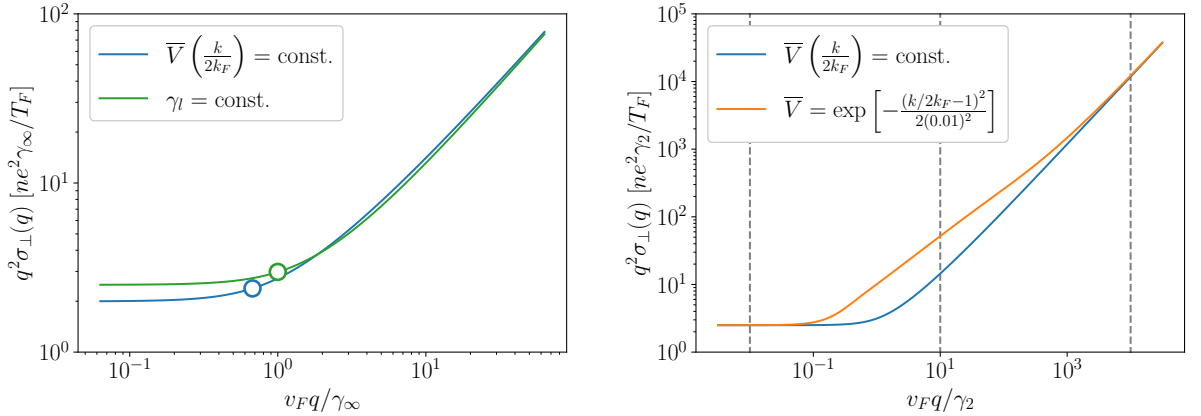 10^2
10^1
10^0
10^{-1} 10^0 10^1
q^2σ_⊥(q) [ne^2γ_∞/T_F]
v_F q/γ_∞
V̅ (k/2k_F) = const.
γ_l = const.
10^5
10^4
10^3
10^2
10^1
10^0
10^{-1} 10^1 10^3
q^2σ_⊥(q) [ne^2γ_2/T_F]
v_F q/γ_2
V̅ (k/2k_F) = const.
V̅ = exp [−(k/2k_F−1)^2/2(0.01)^2]